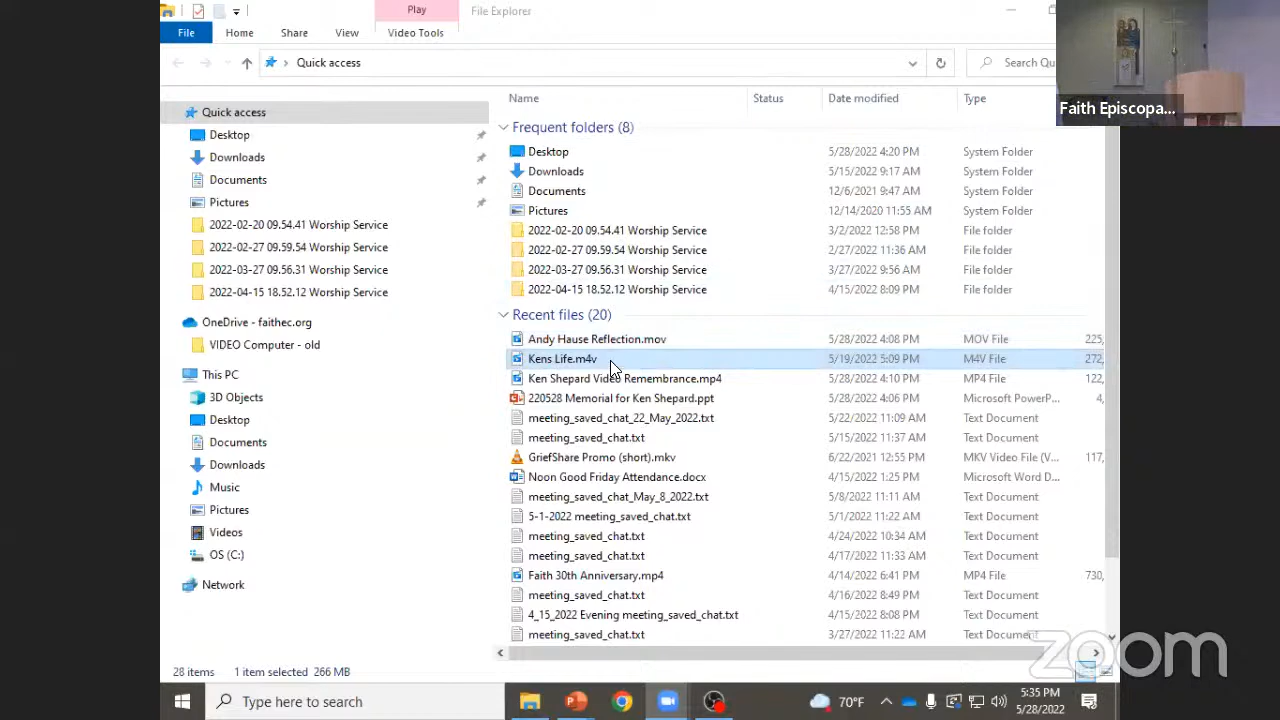 Play File Explorer
File Home Share View Video Tools
Quick access Search Qu
Faith Episcopa...
Quick access
Desktop
Downloads
Documents
Pictures
2022-02-20 09.54.41 Worship Service
2022-02-27 09.59.54 Worship Service
2022-03-27 09.56.31 Worship Service
2022-04-15 18.52.12 Worship Service
OneDrive - faithec.org
VIDEO Computer - old
This PC
3D Objects
Desktop
Documents
Downloads
Music
Pictures
Videos
OS (C:)
Network
Name Status Date modified Type
Frequent folders (8)
Desktop 5/28/2022 4:20 PM System Folder
Downloads 5/15/2022 9:17 AM System Folder
Documents 12/6/2021 9:47 AM System Folder
Pictures 12/14/2020 11:55 AM System Folder
2022-02-20 09.54.41 Worship Service 3/2/2022 12:58 PM File folder
2022-02-27 09.59.54 Worship Service 2/27/2022 11:36 AM File folder
2022-03-27 09.56.31 Worship Service 3/27/2022 9:56 AM File folder
2022-04-15 18.52.12 Worship Service 4/15/2022 8:09 PM File folder
Recent files (20)
Andy Hause Reflection.mov 5/28/2022 4:08 PM MOV File 225,
Kens Life.m4v 5/19/2022 5:09 PM M4V File 272,
Ken Shepard Video Remembrance.mp4 5/28/2022 4:10 PM MP4 File 122,
220528 Memorial for Ken Shepard.ppt 5/28/2022 4:06 PM Microsoft PowerP... 4,
meeting_saved_chat_22_May_2022.txt 5/22/2022 11:09 AM Text Document
meeting_saved_chat.txt 5/15/2022 11:37 AM Text Document
GriefShare Promo (short).mkv 6/22/2021 12:55 PM MKV Video File (V... 117,
Noon Good Friday Attendance.docx 4/15/2022 1:25 PM Microsoft Word D...
meeting_saved_chat_May_8_2022.txt 5/8/2022 11:11 AM Text Document
5-1-2022 meeting_saved_chat.txt 5/1/2022 11:22 AM Text Document
meeting_saved_chat.txt 4/24/2022 10:34 AM Text Document
meeting_saved_chat.txt 4/17/2022 11:33 AM Text Document
Faith 30th Anniversary.mp4 4/14/2022 6:41 PM MP4 File 730,
meeting_saved_chat.txt 4/16/2022 8:49 PM Text Document
4_15_2022 Evening meeting_saved_chat.txt 4/15/2022 8:08 PM Text Document
meeting_saved_chat.txt 3/27/2022 11:22 AM Text Document
zoom
28 items 1 item selected 266 MB
Type here to search 70°F 5:35 PM
5/28/2022